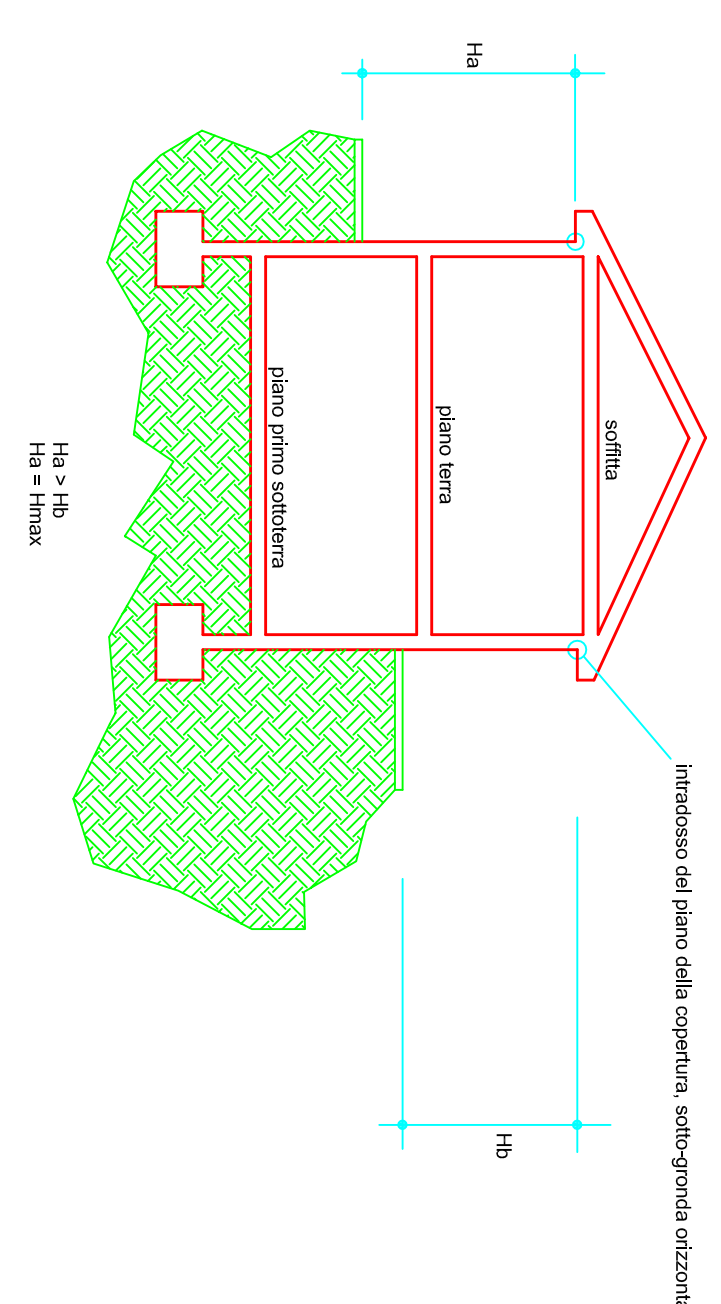 intradosso del piano della copertura, sotto-gronda
soffitta
Ha
Hb
piano terra
piano primo sottoterra
Ha > Hb
Ha = Hmax